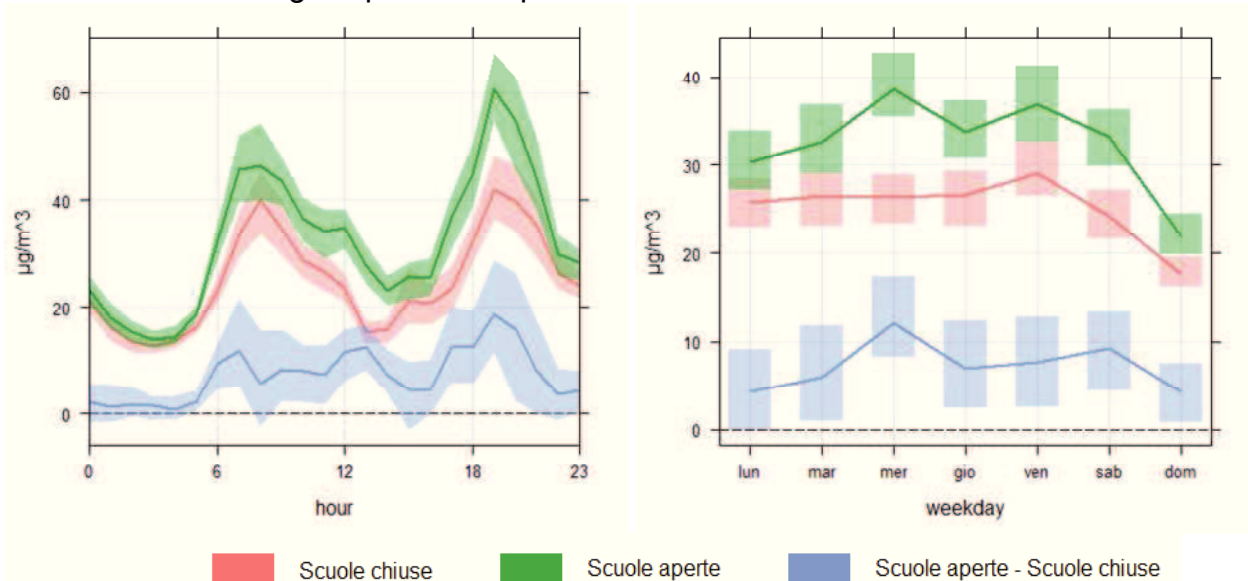 60
40
20
0
µg/m^3
0 6 12 18 23
hour
40
30
20
10
0
µg/m^3
lun mar mer gio ven sab dom
weekday
Scuole chiuse Scuole aperte Scuole aperte - Scuole chiuse